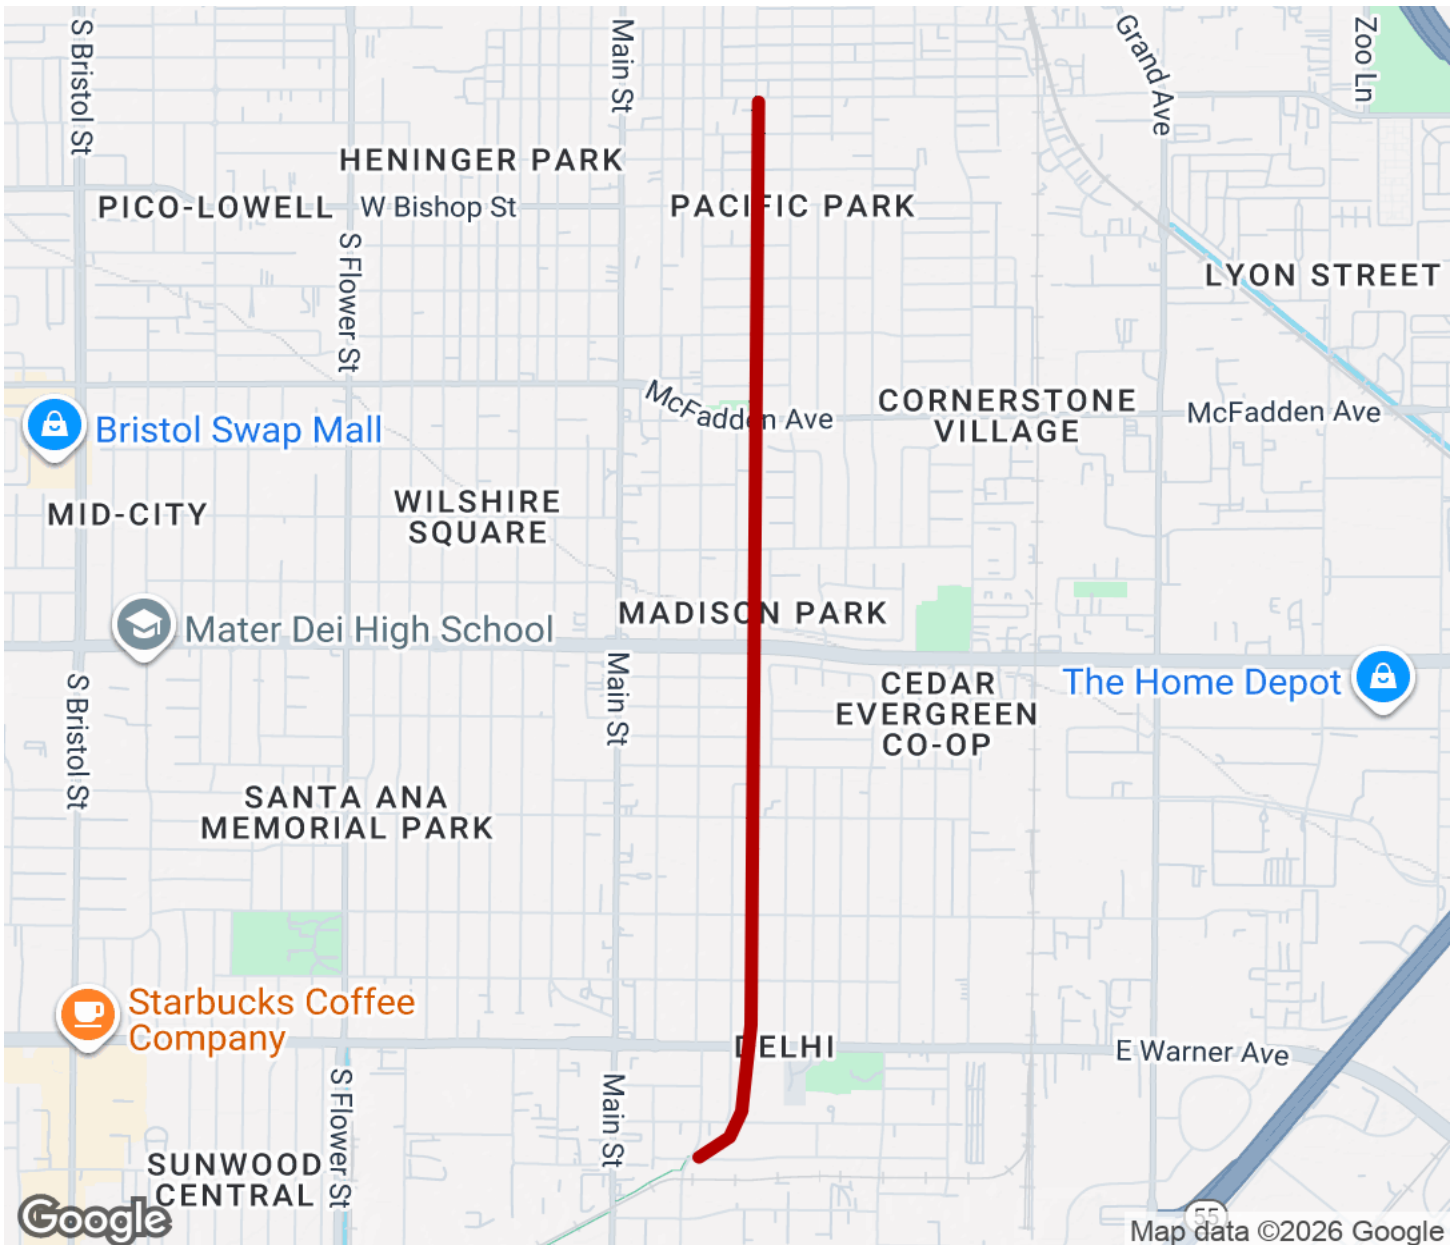 S Bristol St
Main St
Grand Ave
Zoo Ln
HENINGER PARK
PICO-LOWELL
W Bishop St
PACIFIC PARK
S Flower St
LYON STREET
McFadden Ave
CORNERSTONE
VILLAGE
McFadden Ave
Bristol Swap Mall
MID-CITY
WILSHIRE
SQUARE
MADISON PARK
Mater Dei High School
S Bristol St
Main St
CEDAR
EVERGREEN
CO-OP
The Home Depot
SANTA ANA
MEMORIAL PARK
Starbucks Coffee
Company
DELHI
E Warner Ave
S Flower St
Main St
SUNWOOD
CENTRAL
55
Google
Map data ©2026 Google